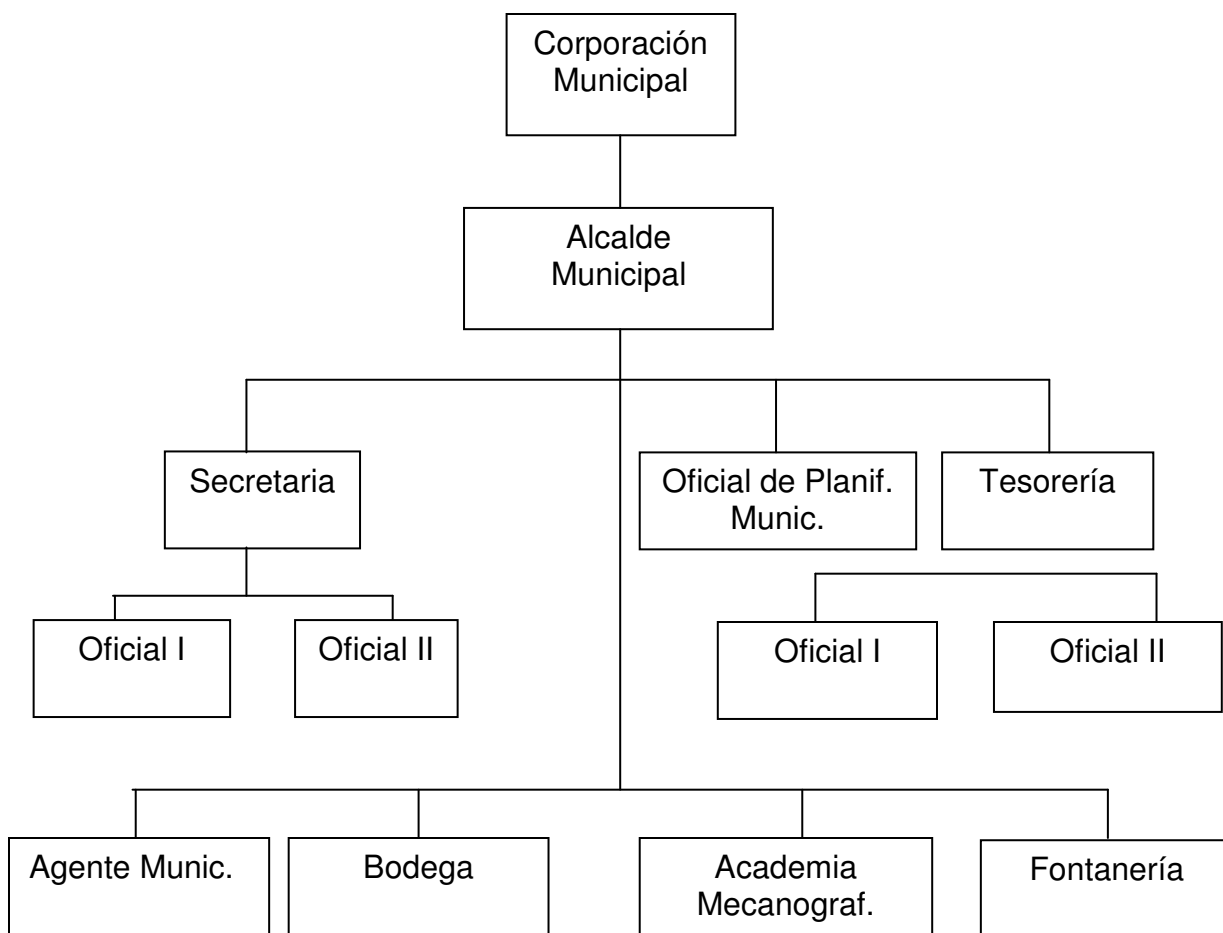 Corporación
Municipal
Alcalde
Municipal
Secretaria
Oficial de Planif.
Munic.
Tesorería
Oficial I
Oficial II
Oficial I
Oficial II
Agente Munic.
Bodega
Academia
Mecanograf.
Fontanería